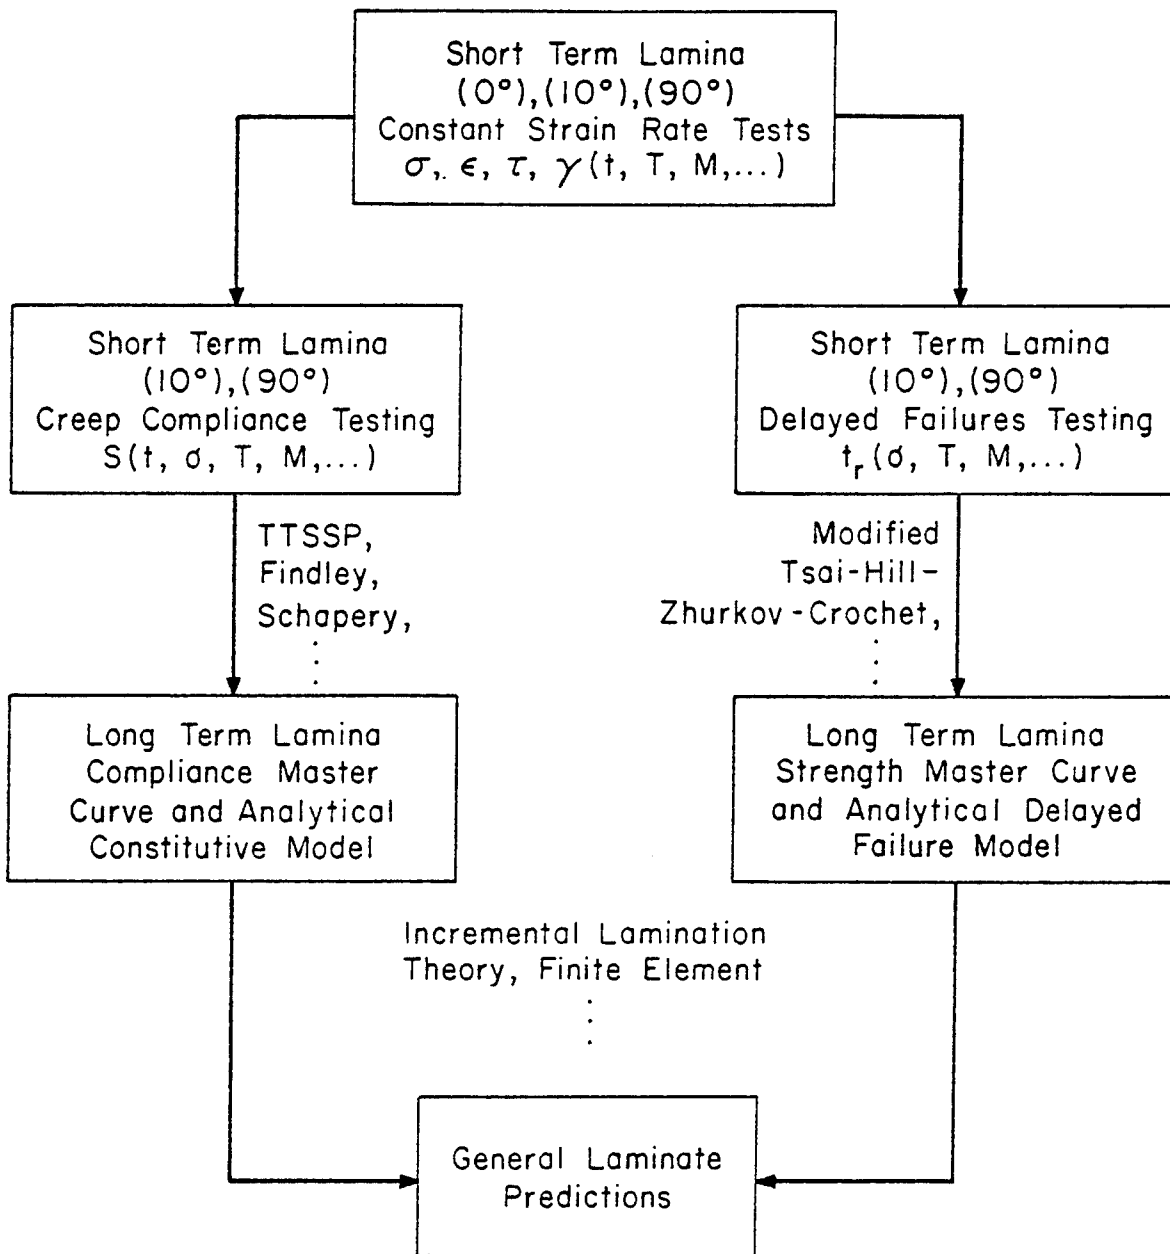 Short Term Lamina
(0°),(10°),(90°)
Constant Strain Rate Tests
σ, ϵ, τ, γ(t, T, M,...)
Short Term Lamina
(10°),(90°)
Creep Compliance Testing
S(t, σ, T, M,...)
Short Term Lamina
(10°),(90°)
Delayed Failures Testing
tᵣ(σ, T, M,...)
TTSSP,
Findley,
Schapery,
.
.
.
Modified
Tsai-Hill-
Zhurkov-Crochet,
.
.
.
Long Term Lamina
Compliance Master
Curve and Analytical
Constitutive Model
Long Term Lamina
Strength Master Curve
and Analytical Delayed
Failure Model
Incremental Lamination
Theory, Finite Element
.
.
.
General Laminate
Predictions